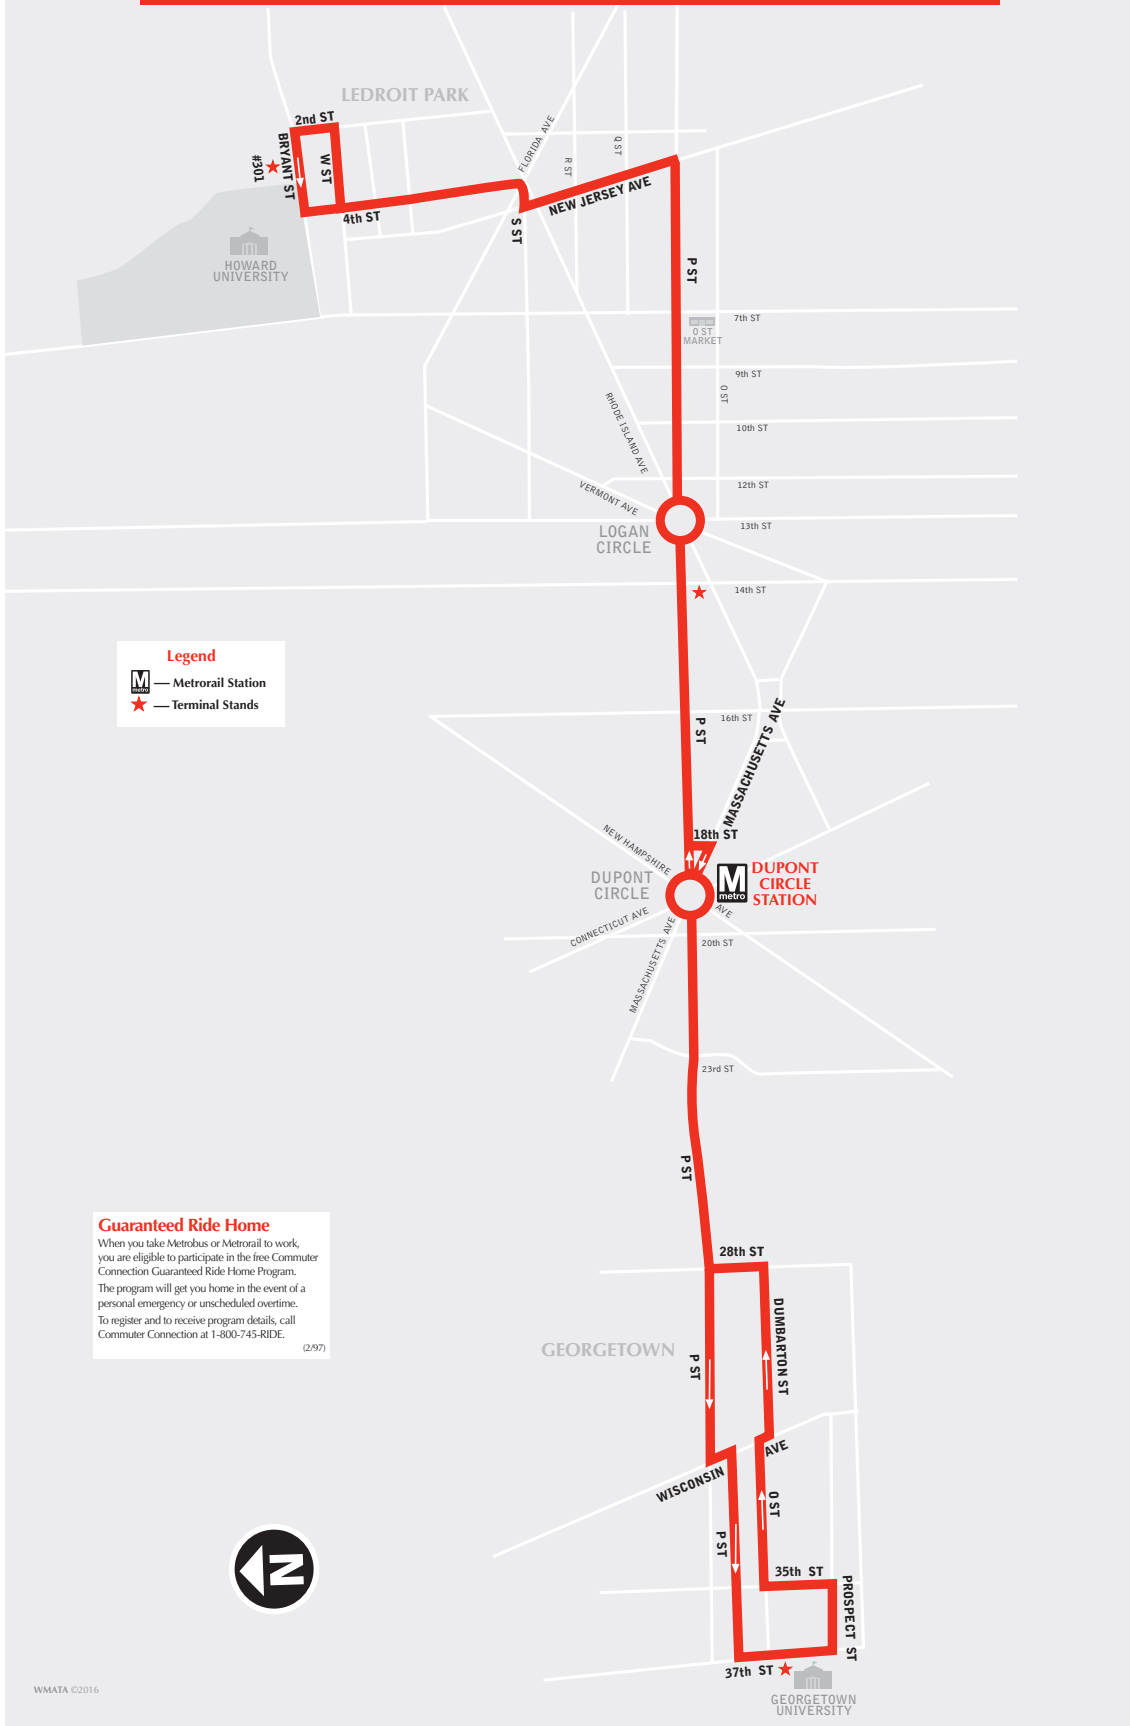 LEDROIT PARK
2nd ST
BRYANT ST
W ST
#301
4th ST
FLORIDA AVE
R ST
Q ST
S ST
NEW JERSEY AVE
P ST
HOWARD
UNIVERSITY
7th ST
O ST
MARKET
9th ST
O ST
RHODE ISLAND AVE
10th ST
VERMONT AVE
12th ST
LOGAN
CIRCLE
13th ST
14th ST
Legend
M metro — Metrorail Station
— Terminal Stands
P ST
16th ST
MASSACHUSETTS AVE
18th ST
NEW HAMPSHIRE
AVE
DUPONT
CIRCLE
M
metro
DUPONT
CIRCLE
STATION
CONNECTICUT AVE
MASSACHUSETTS AVE
20th ST
23rd ST
P ST
Guaranteed Ride Home
When you take Metrobus or Metrorail to work,
you are eligible to participate in the free Commuter
Connection Guaranteed Ride Home Program.
The program will get you home in the event of a
personal emergency or unscheduled overtime.
To register and to receive program details, call
Commuter Connection at 1-800-745-RIDE.
(2/97)
28th ST
DUMBARTON ST
GEORGETOWN
P ST
WISCONSIN
AVE
O ST
P ST
35th ST
PROSPECT ST
37th ST
GEORGETOWN
UNIVERSITY
N
WMATA ©2016